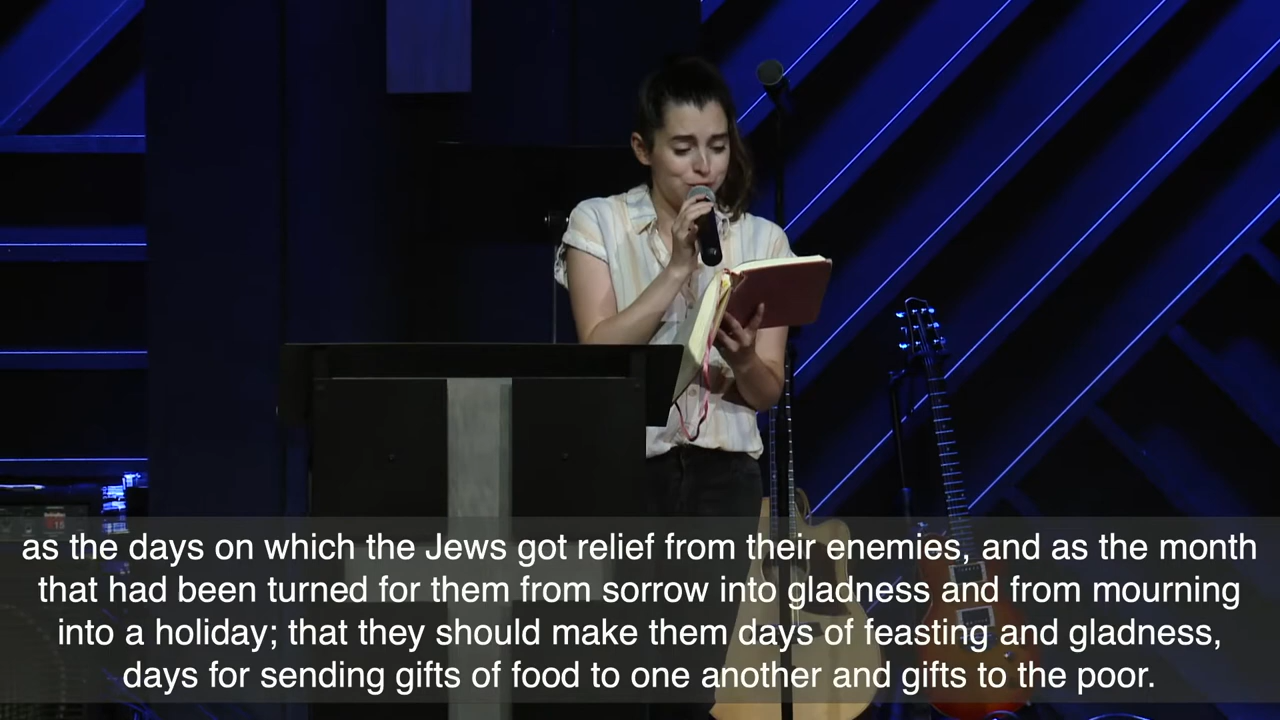 as the days on which the Jews got relief from their enemies, and as the month
that had been turned for them from sorrow into gladness and from mourning
into a holiday; that they should make them days of feasting and gladness,
days for sending gifts of food to one another and gifts to the poor.